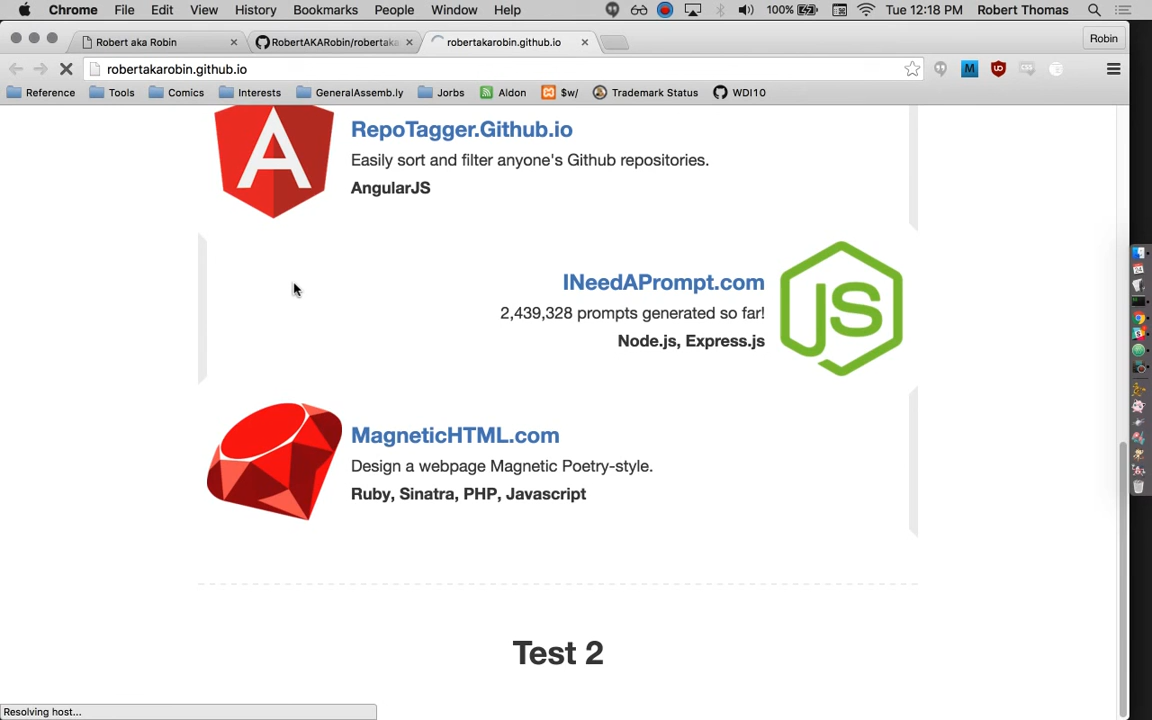 Chrome File Edit View History Bookmarks People Window Help 100% Tue 12:18 PM Robert Thomas
Robert aka Robin RobertAKARobin/robertaka robertakarobin.github.io Robin
robertakarobin.github.io
Reference Tools Comics Interests GeneralAssemb.ly Jorbs Aldon $w/ Trademark Status WDI10
RepoTagger.Github.io
Easily sort and filter anyone's Github repositories.
AngularJS
INeedAPrompt.com
2,439,328 prompts generated so far!
Node.js, Express.js
MagneticHTML.com
Design a webpage Magnetic Poetry-style.
Ruby, Sinatra, PHP, Javascript
Test 2
Resolving host...